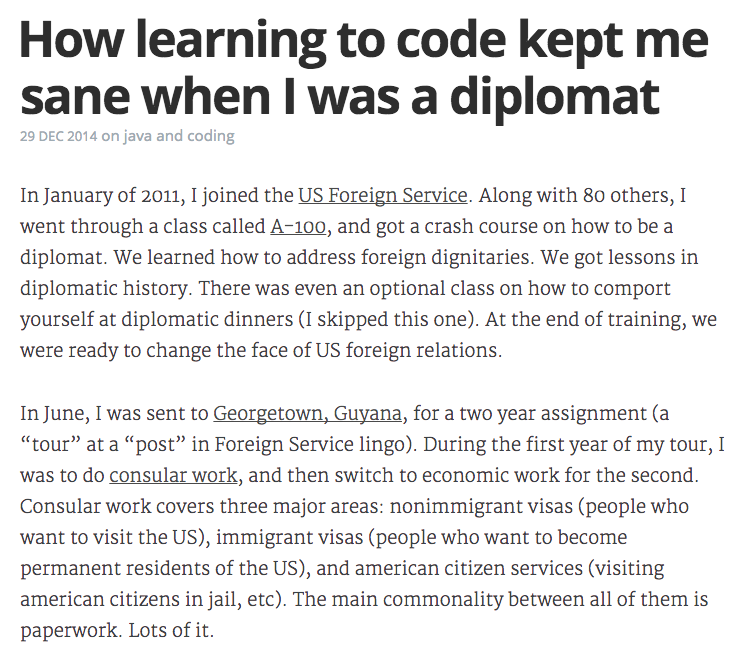 How learning to code kept me
sane when I was a diplomat
29 DEC 2014 on java and coding
In January of 2011, I joined the US Foreign Service. Along with 80 others, I
went through a class called A-100, and got a crash course on how to be a
diplomat. We learned how to address foreign dignitaries. We got lessons in
diplomatic history. There was even an optional class on how to comport
yourself at diplomatic dinners (I skipped this one). At the end of training, we
were ready to change the face of US foreign relations.
In June, I was sent to Georgetown, Guyana, for a two year assignment (a
“tour” at a “post” in Foreign Service lingo). During the first year of my tour, I
was to do consular work, and then switch to economic work for the second.
Consular work covers three major areas: nonimmigrant visas (people who
want to visit the US), immigrant visas (people who want to become
permanent residents of the US), and american citizen services (visiting
american citizens in jail, etc). The main commonality between all of them is
paperwork. Lots of it.